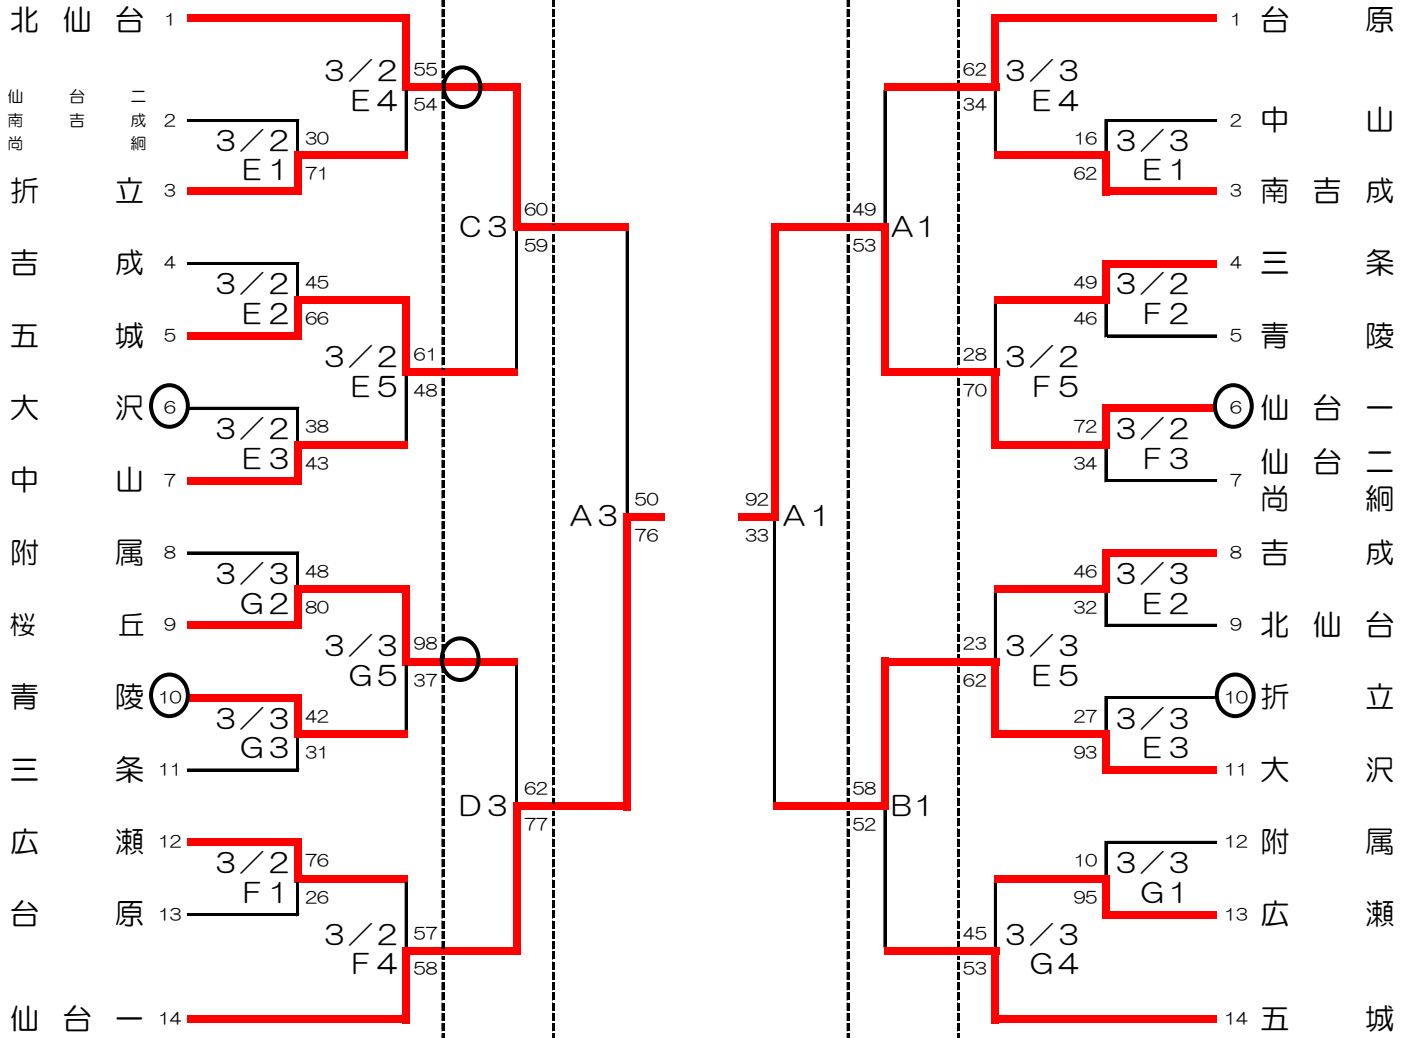 北仙台 1
仙台二
南吉成 2
尚絅
折立 3
吉成 4
五城 5
大沢 6
中山 7
附属 8
桜丘 9
青陵 10
三条 11
広瀬 12
台原 13
仙台一 14
3/2 55
E4 54
3/2 30
E1 71
3/2 45
E2 66
3/2 61
E5 48
3/2 38
E3 43
3/3 48
G2 80
3/3 98
G5 37
3/3 42
G3 31
3/2 76
F1 26
3/2 57
F4 58
60
C3
59
62
D3
77
50
A3
76
92
A1
33
49
A1
53
58
B1
52
62 3/3
34 E4
16 3/3
62 E1
49 3/2
46 F2
28 3/2
70 F5
72 3/2
34 F3
46 3/3
32 E2
23 3/3
62 E5
27 3/3
93 E3
10 3/3
95 G1
45 3/3
53 G4
1 台原
2 中山
3 南吉成
4 三条
5 青陵
6 仙台一
7 仙台二
尚絅
8 吉成
9 北仙台
10 折立
11 大沢
12 附属
13 広瀬
14 五城